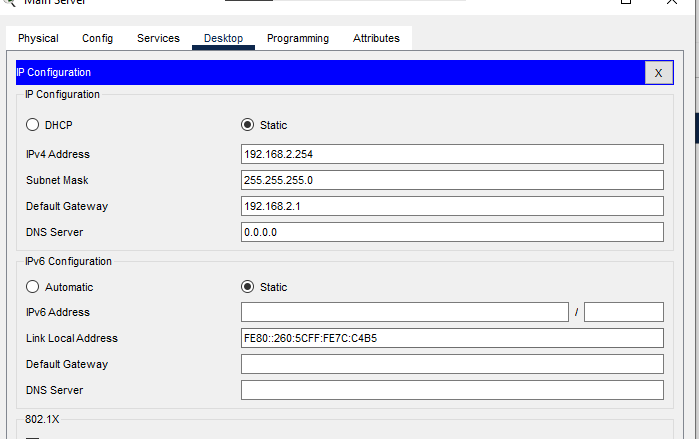 Main Server
Physical Config Services Desktop Programming Attributes
IP Configuration X
IP Configuration
DHCP Static
IPv4 Address 192.168.2.254
Subnet Mask 255.255.255.0
Default Gateway 192.168.2.1
DNS Server 0.0.0.0
IPv6 Configuration
Automatic Static
IPv6 Address /
Link Local Address FE80::260:5CFF:FE7C:C4B5
Default Gateway
DNS Server
802.1X